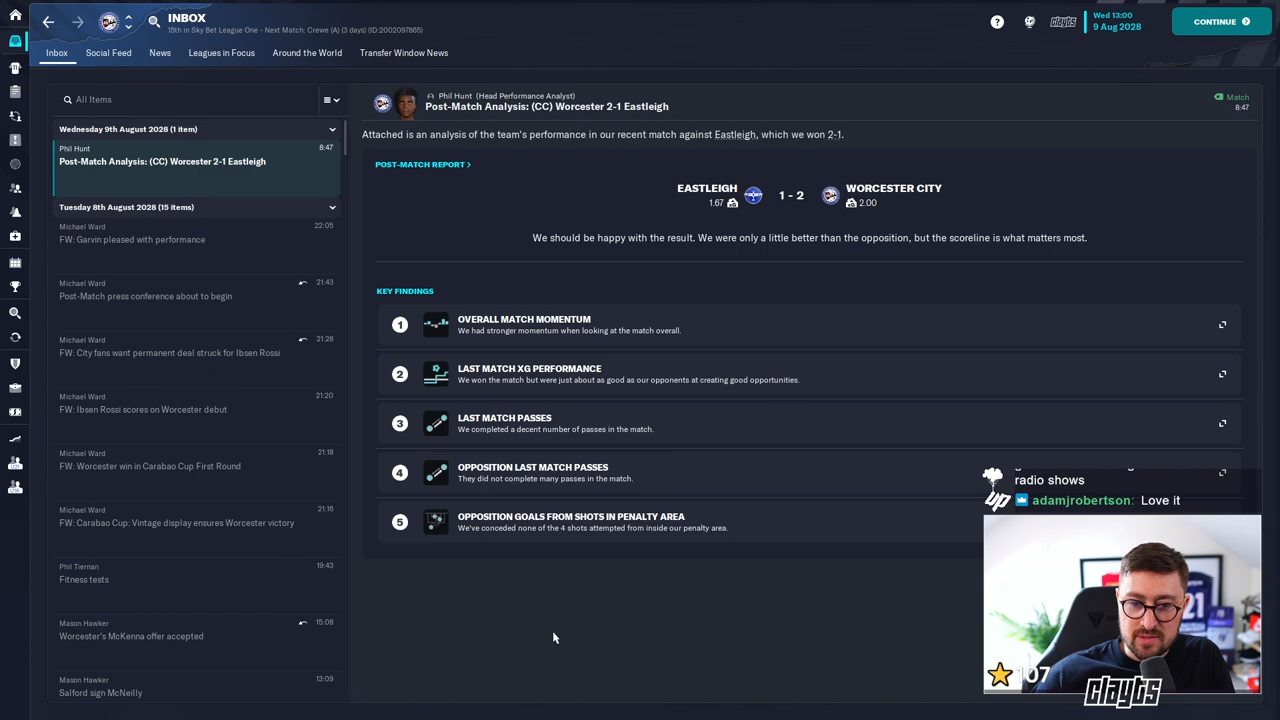 INBOX
15th in Sky Bet League One - Next Match: Crewe (A) (3 days) (ID:2002097865)
clayts
Wed 13:00
9 Aug 2028
CONTINUE
Inbox
Social Feed
News
Leagues in Focus
Around the World
Transfer Window News
All Items
Wednesday 9th August 2028 (1 item)
Phil Hunt
8:47
Post-Match Analysis: (CC) Worcester 2-1 Eastleigh
Tuesday 8th August 2028 (15 items)
Michael Ward
22:05
FW: Garvin pleased with performance
Michael Ward
21:43
Post-Match press conference about to begin
Michael Ward
21:28
FW: City fans want permanent deal struck for Ibsen Rossi
Michael Ward
21:20
FW: Ibsen Rossi scores on Worcester debut
Michael Ward
21:18
FW: Worcester win in Carabao Cup First Round
Michael Ward
21:16
FW: Carabao Cup: Vintage display ensures Worcester victory
Phil Tiernan
19:43
Fitness tests
Mason Hawker
15:08
Worcester's McKenna offer accepted
Mason Hawker
13:09
Salford sign McNeilly
Phil Hunt (Head Performance Analyst)
Post-Match Analysis: (CC) Worcester 2-1 Eastleigh
Match
8:47
Attached is an analysis of the team's performance in our recent match against Eastleigh, which we won 2-1.
POST-MATCH REPORT >
EASTLEIGH
1.67
1 - 2
WORCESTER CITY
2.00
We should be happy with the result. We were only a little better than the opposition, but the scoreline is what matters most.
KEY FINDINGS
1
OVERALL MATCH MOMENTUM
We had stronger momentum when looking at the match overall.
2
LAST MATCH XG PERFORMANCE
We won the match but were just about as good as our opponents at creating good opportunities.
3
LAST MATCH PASSES
We completed a decent number of passes in the match.
4
OPPOSITION LAST MATCH PASSES
They did not complete many passes in the match.
5
OPPOSITION GOALS FROM SHOTS IN PENALTY AREA
We've conceded none of the 4 shots attempted from inside our penalty area.
radio shows
UP adamjrobertson: Love it
21
107
clayts